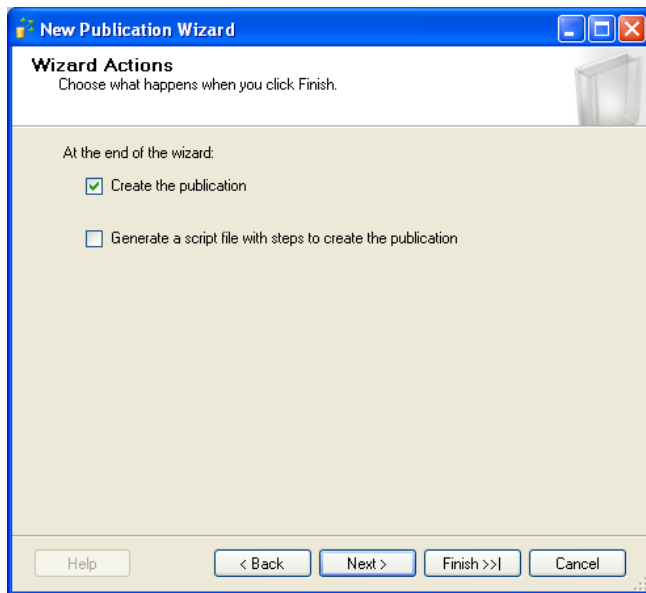 New Publication Wizard
Wizard Actions
Choose what happens when you click Finish.
At the end of the wizard:
Create the publication
Generate a script file with steps to create the publication
Help < Back Next > Finish >>| Cancel